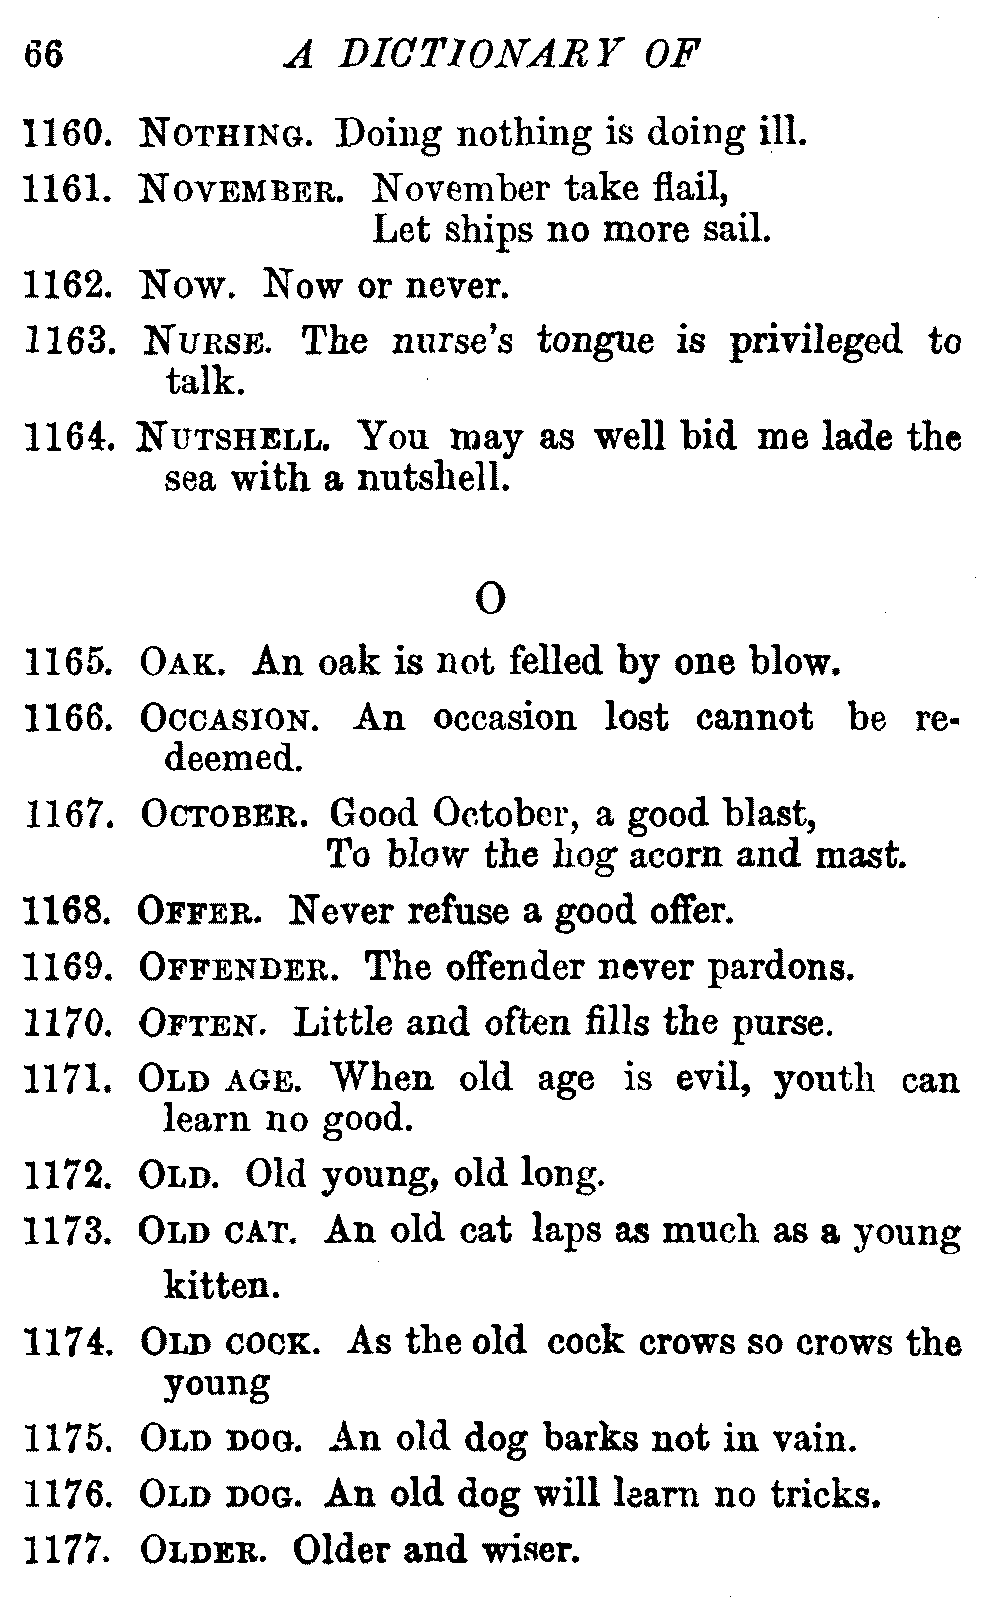 66 A DICTIONARY OF
1160. NOTHING. Doing nothing is doing ill.
1161. NOVEMBER. November take flail,
Let ships no more sail.
1162. NOW. Now or never.
1163. NURSE. The nurse's tongue is privileged to
talk.
1164. NUTSHELL. You may as well bid me lade the
sea with a nutshell.
O
1165. OAK. An oak is not felled by one blow.
1166. OCCASION. An occasion lost cannot be re-
deemed.
1167. OCTOBER. Good October, a good blast,
To blow the hog acorn and mast.
1168. OFFER. Never refuse a good offer.
1169. OFFENDER. The offender never pardons.
1170. OFTEN. Little and often fills the purse.
1171. OLD AGE. When old age is evil, youth can
learn no good.
1172. OLD. Old young, old long.
1173. OLD CAT. An old cat laps as much as a young
kitten.
1174. OLD COCK. As the old cock crows so crows the
young
1175. OLD DOG. An old dog barks not in vain.
1176. OLD DOG. An old dog will learn no tricks.
1177. OLDER. Older and wiser.